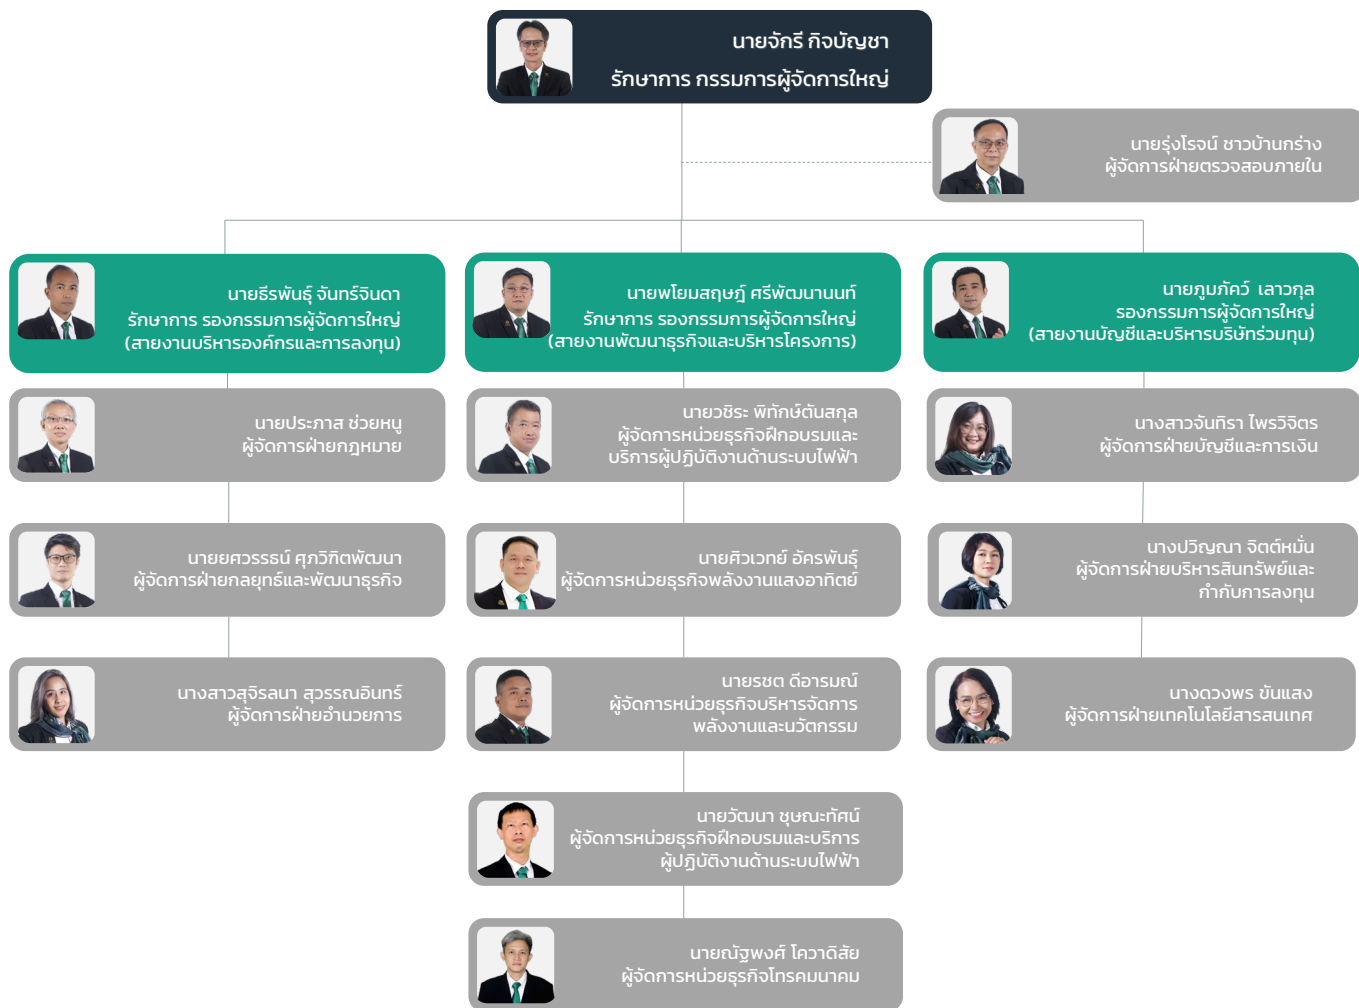 นายจักรี กิจบัญชา
รักษาการ กรรมการผู้จัดการใหญ่
นายรุ่งโรจน์ ชาวบ้านกร่าง
ผู้จัดการฝ่ายตรวจสอบภายใน
นายธีรพันธุ์ จันทร์จินดา
รักษาการ รองกรรมการผู้จัดการใหญ่
(สายงานบริหารองค์กรและการลงทุน)
นายพโยมสฤษฎ์ ศรีพัฒนานนท์
รักษาการ รองกรรมการผู้จัดการใหญ่
(สายงานพัฒนาธุรกิจและบริหารโครงการ)
นายภูมภัคว์ เลาวกุล
รองกรรมการผู้จัดการใหญ่
(สายงานบัญชีและบริหารบริษัทร่วมทุน)
นายประภาส ช่วยหนู
ผู้จัดการฝ่ายกฎหมาย
นายวชิระ พิทักษ์ตันสกุล
ผู้จัดการหน่วยธุรกิจฝึกอบรมและ
บริการผู้ปฏิบัติงานด้านระบบไฟฟ้า
นางสาวจันทิรา ไพรวิจิตร
ผู้จัดการฝ่ายบัญชีและการเงิน
นายยศวรรธน์ ศุภวิฑิตพัฒนา
ผู้จัดการฝ่ายกลยุทธ์และพัฒนาธุรกิจ
นายศิวเวทย์ อัครพันธุ์
ผู้จัดการหน่วยธุรกิจพลังงานแสงอาทิตย์
นางปวิญณา จิตต์หมั่น
ผู้จัดการฝ่ายบริหารสินทรัพย์และ
กำกับการลงทุน
นางสาวสุจิรลนา สุวรรณอินทร์
ผู้จัดการฝ่ายอำนวยการ
นายรชต ดีอารมณ์
ผู้จัดการหน่วยธุรกิจบริหารจัดการ
พลังงานและนวัตกรรม
นางดวงพร ขันแสง
ผู้จัดการฝ่ายเทคโนโลยีสารสนเทศ
นายวัฒนา ชุษณะทัศน์
ผู้จัดการหน่วยธุรกิจฝึกอบรมและบริการ
ผู้ปฏิบัติงานด้านระบบไฟฟ้า
นายณัฐพงศ์ โควาดิสัย
ผู้จัดการหน่วยธุรกิจโทรคมนาคม